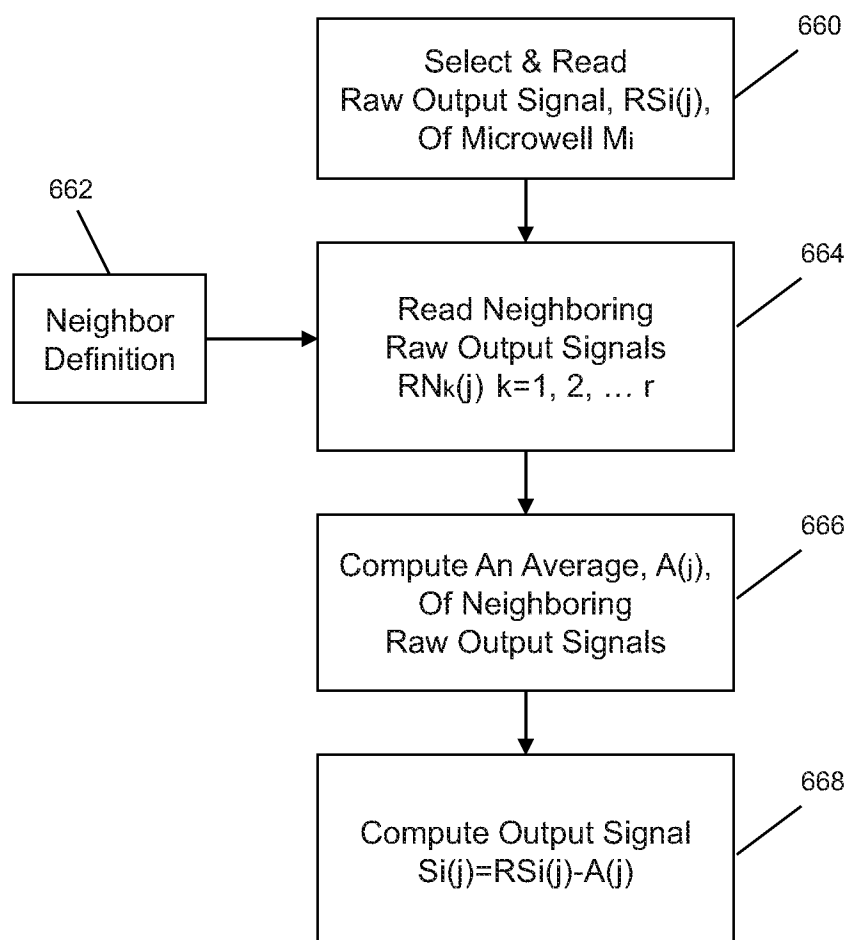 660
Select & Read
Raw Output Signal, RSi(j),
Of Microwell Mi
662
Neighbor
Definition
664
Read Neighboring
Raw Output Signals
RNk(j) k=1, 2, ... r
666
Compute An Average, A(j),
Of Neighboring
Raw Output Signals
668
Compute Output Signal
Si(j)=RSi(j)-A(j)